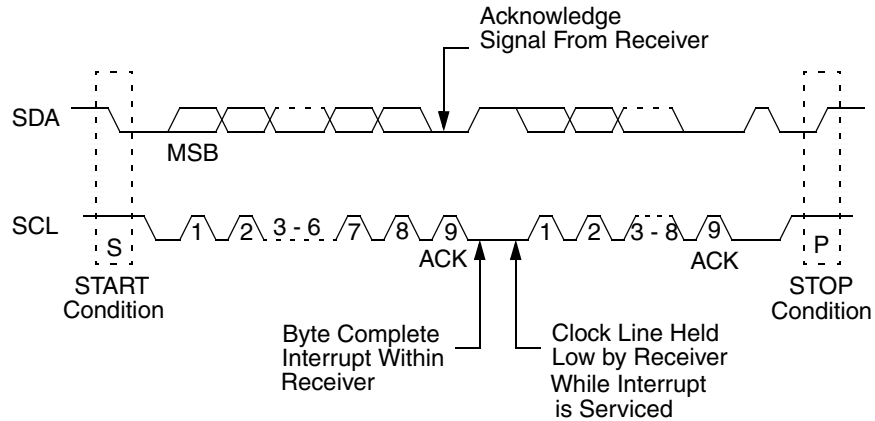 Acknowledge
Signal From Receiver
SDA
MSB
SCL
S
1
2
3 - 6
7
8
9
1
2
3 - 8
9
P
ACK
ACK
START
Condition
STOP
Condition
Byte Complete
Interrupt Within
Receiver
Clock Line Held
Low by Receiver
While Interrupt
is Serviced